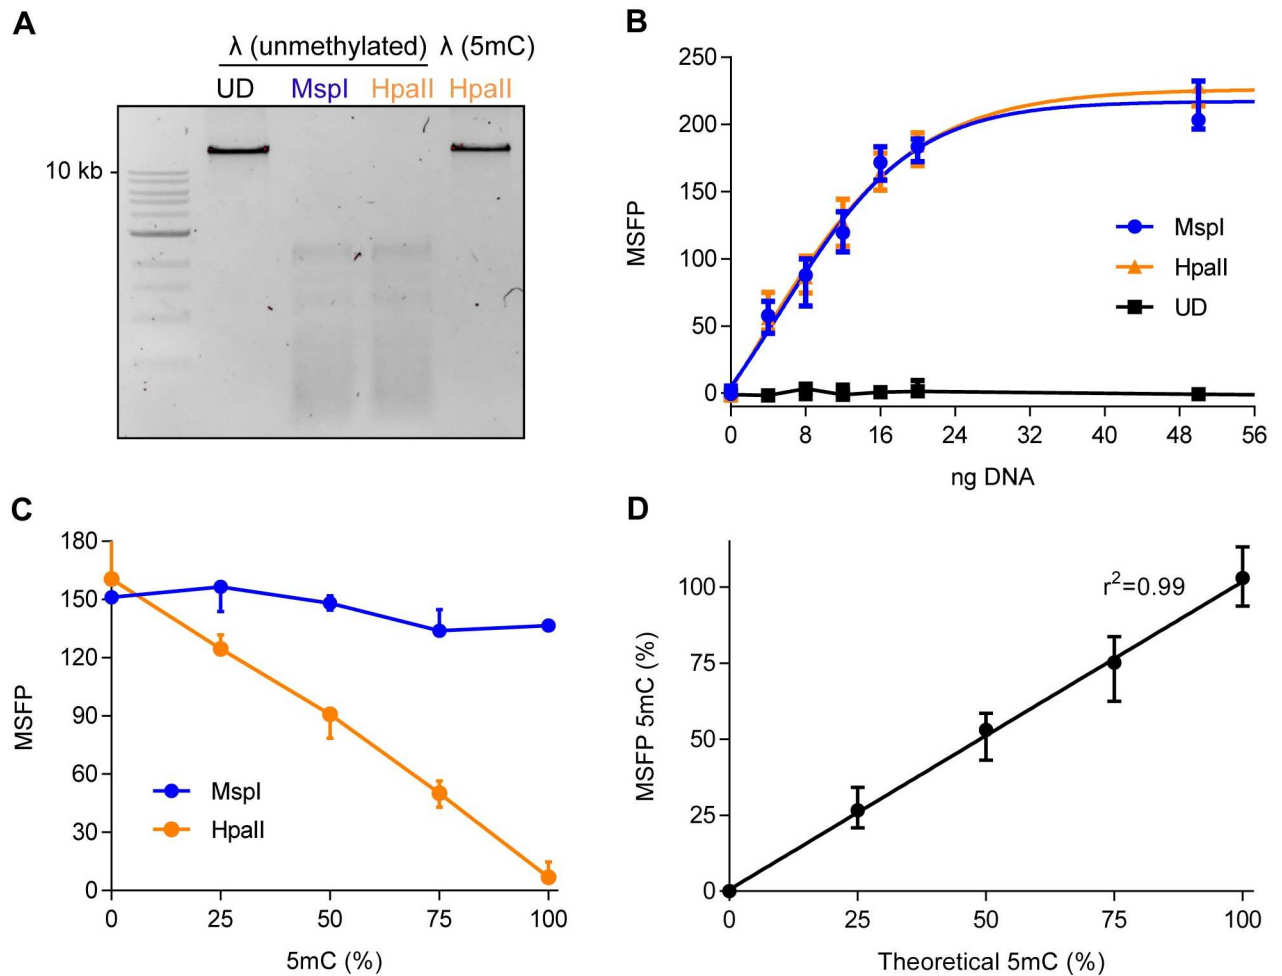 A
λ (unmethylated) λ (5mC)
UD MspI HpaII HpaII
10 kb
B
250
200
150
100
50
0
MSFP
MspI
HpaII
UD
0 8 16 24 32 40 48 56
ng DNA
C
180
150
120
90
60
30
0
MSFP
MspI
HpaII
0 25 50 75 100
5mC (%)
D
r²=0.99
100
75
50
25
0
MSFP 5mC (%)
0 25 50 75 100
Theoretical 5mC (%)